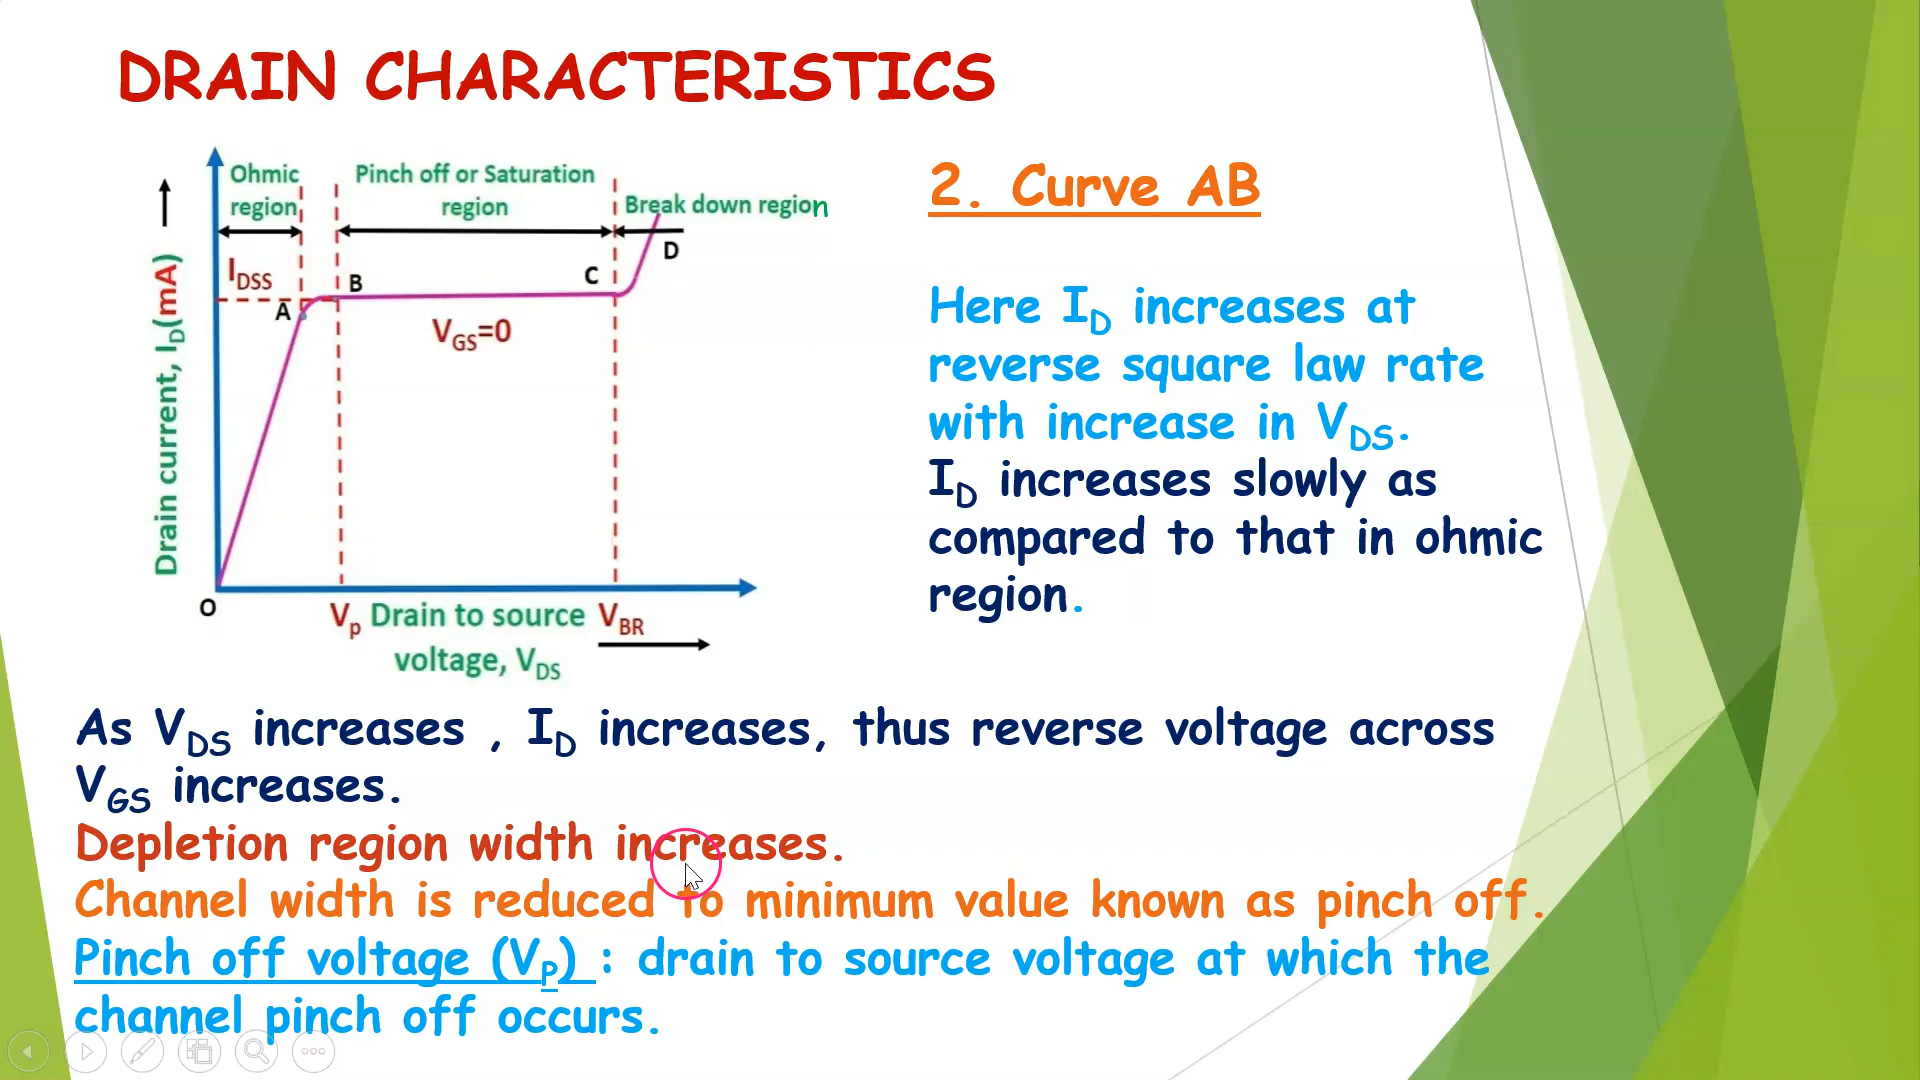 DRAIN CHARACTERISTICS
Ohmic
region
Pinch off or Saturation
region
Break down region
D
IDSS
A
B
C
VGS=0
Drain current, ID(mA)
O
Vp Drain to source VBR
voltage, VDS
2. Curve AB
Here ID increases at
reverse square law rate
with increase in VDS.
ID increases slowly as
compared to that in ohmic
region.
As VDS increases , ID increases, thus reverse voltage across
VGS increases.
Depletion region width increases.
Channel width is reduced to minimum value known as pinch off.
Pinch off voltage (VP) : drain to source voltage at which the
channel pinch off occurs.